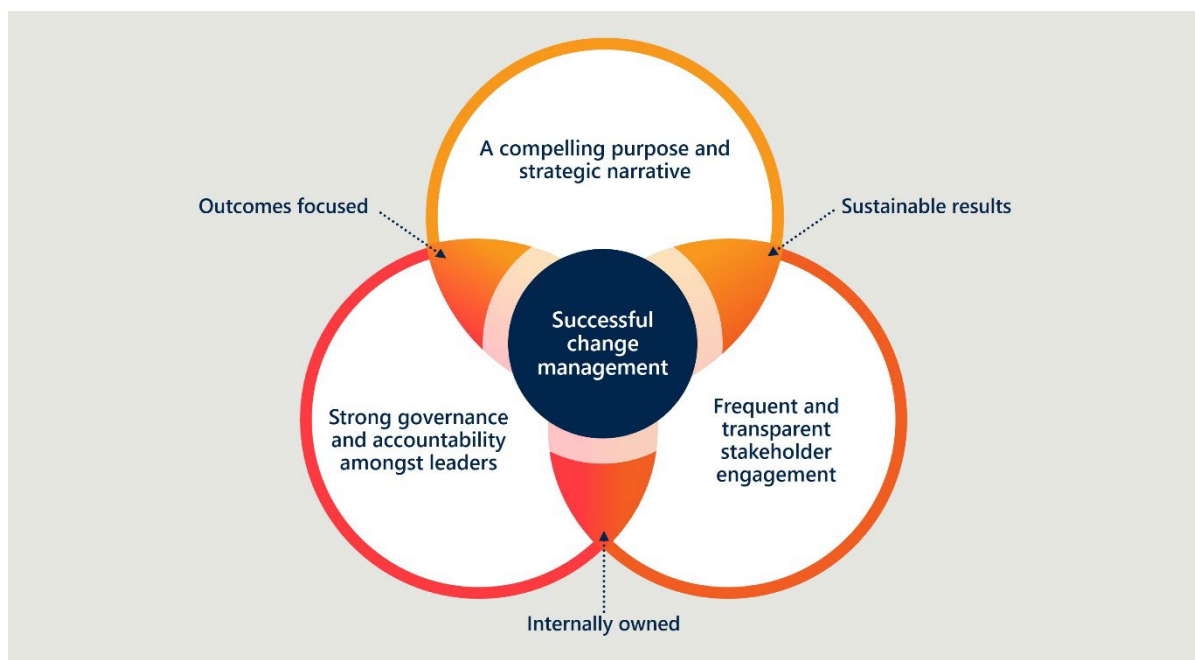 A compelling purpose and
strategic narrative
Outcomes focused
Sustainable results
Successful
change
management
Strong governance
and accountability
amongst leaders
Frequent and
transparent
stakeholder
engagement
Internally owned